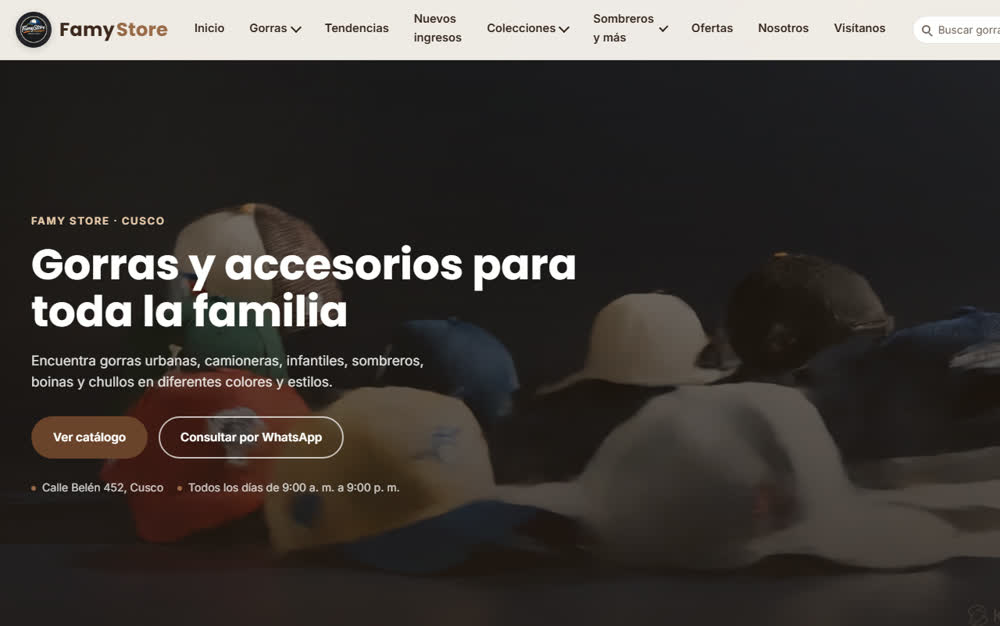 FamyStore
Inicio
Gorras
Tendencias
Nuevos
ingresos
Colecciones
Sombreros
y más
Ofertas
Nosotros
Visítanos
Buscar gorra
FAMY STORE · CUSCO
Gorras y accesorios para
toda la familia
Encuentra gorras urbanas, camioneras, infantiles, sombreros,
boinas y chullos en diferentes colores y estilos.
Ver catálogo
Consultar por WhatsApp
Calle Belén 452, Cusco
Todos los días de 9:00 a. m. a 9:00 p. m.